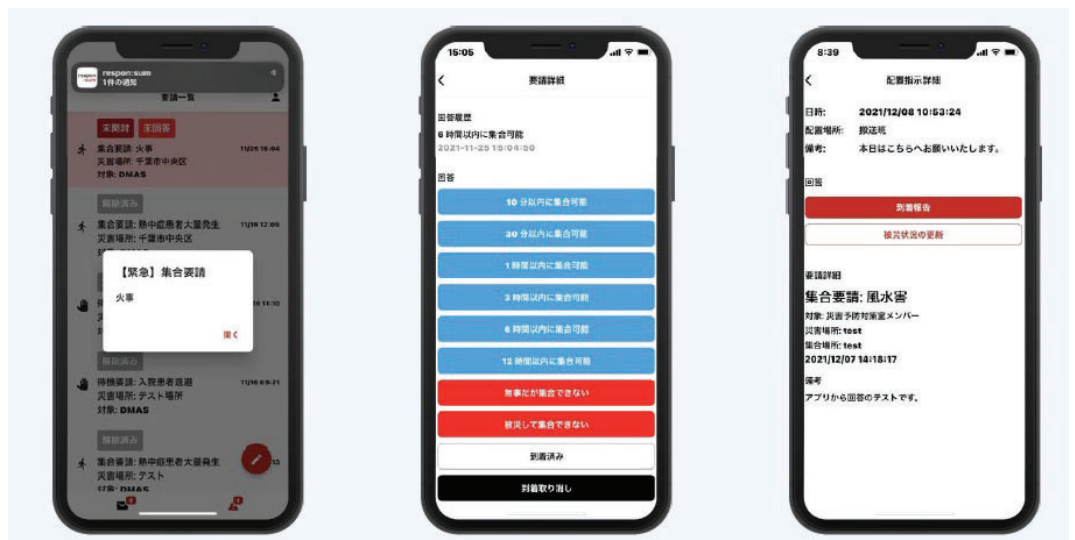 respon:sum
1件の通知
要請一覧
未開封 未回答
集合要請: 火事 11/25 15:04
災害場所: 千葉市中央区
対象: DMAS
解除済み
集合要請: 熱中症患者大量発生
災害場所: 千葉市中央区
【緊急】集合要請
火事
開く
解除済み
待機要請: 入院患者退避
災害場所: テスト場所
対象: DMAS
解除済み
集合要請: 熱中症患者大量発生
災害場所: テスト
対象: DMAS
15:05
要請詳細
回答履歴
6 時間以内に集合可能
2021-11-25 15:04:50
回答
10 分以内に集合可能
30 分以内に集合可能
1 時間以内に集合可能
3 時間以内に集合可能
6 時間以内に集合可能
12 時間以内に集合可能
無事だが集合できない
被災して集合できない
到着済み
到着取り消し
8:39
配置指示詳細
日時: 2021/12/08 10:53:24
配置場所: 搬送班
備考: 本日はこちらへお願いいたします。
回答
到着報告
被災状況の更新
要請詳細
集合要請: 風水害
対象: 災害予防対策室メンバー
災害場所: test
集合場所: test
2021/12/07 14:18:17
備考
アプリから回答のテストです。